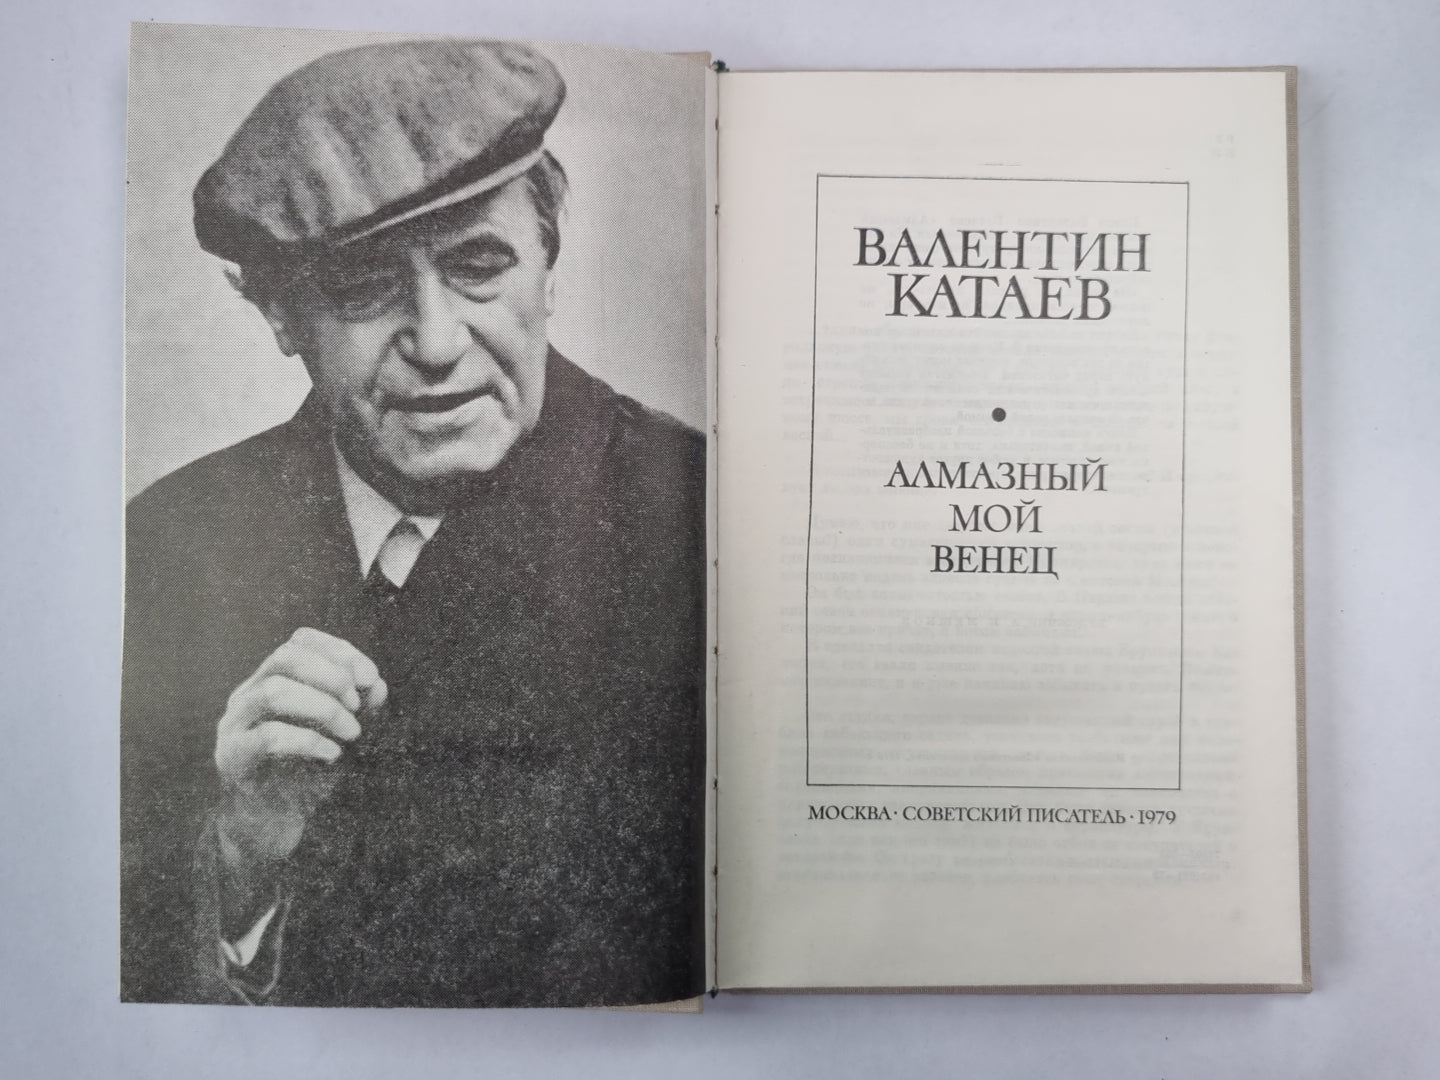 ВАЛЕНТИН
КАТАЕВ
АЛМАЗНЫЙ
МОЙ
ВЕНЕЦ
МОСКВА · СОВЕТСКИЙ ПИСАТЕЛЬ · 1979